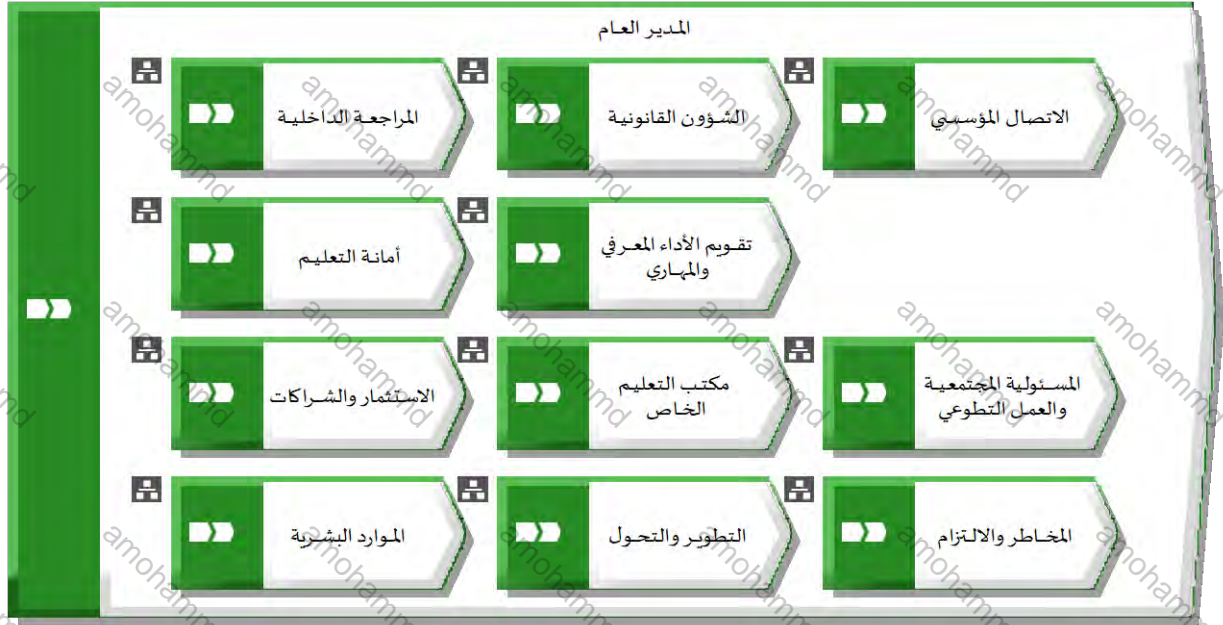 المدير العام
الاتصال المؤسسي
الشؤون القانونية
المراجعة الداخلية
تقويم الأداء المعرفي
والمهاري
أمانة التعليم
المسئولية المجتمعية
والعمل التطوعي
مكتب التعليم
الخاص
الاستثمار والشراكات
المخاطر والالتزام
التطوير والتحول
الموارد البشرية
amohammd